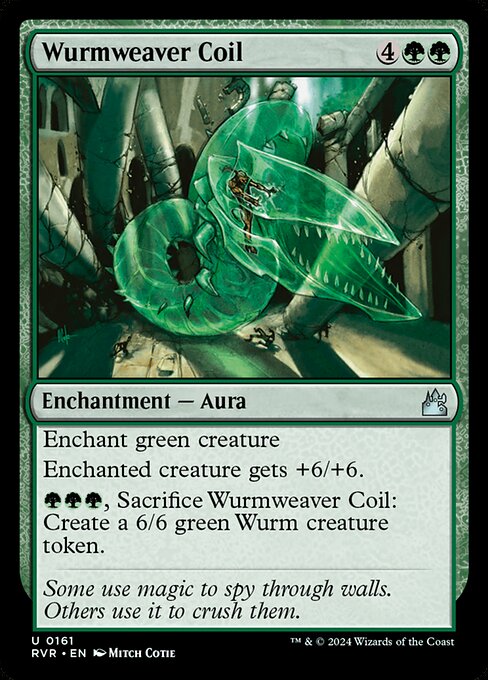 Wurmweaver Coil 4
Enchantment — Aura
Enchant green creature
Enchanted creature gets +6/+6.
, Sacrifice Wurmweaver Coil:
Create a 6/6 green Wurm creature
token.
Some use magic to spy through walls.
Others use it to crush them.
U 0161
RVR • EN Mitch Cotie
™ & © 2024 Wizards of the Coast